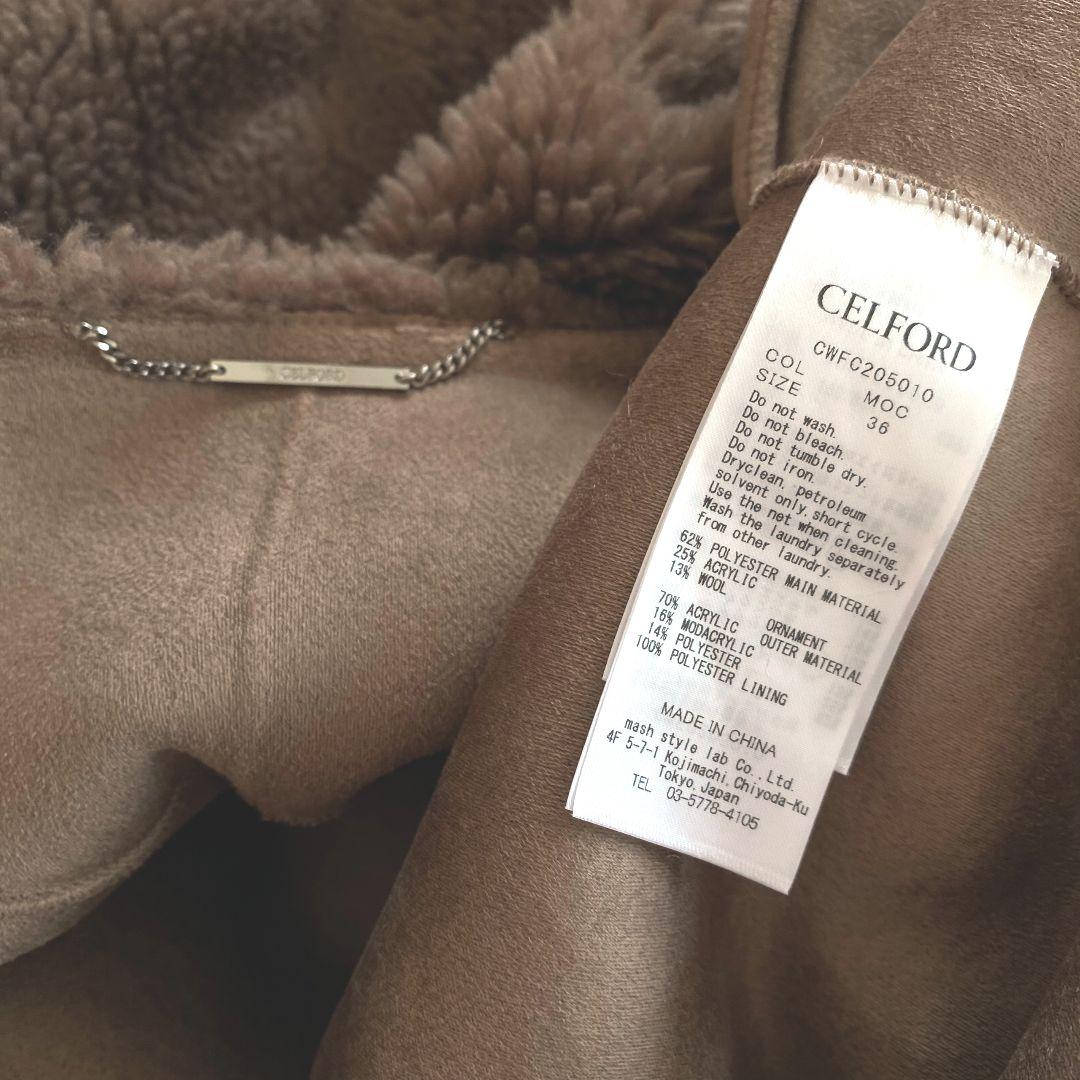 CELFORD
CELFORD
CWFC205010
COL MOC
SIZE 36
Do not wash.
Do not bleach.
Do not tumble dry.
Do not iron.
Dryclean, petroleum
solvent only, short cycle.
Use the net when cleaning.
Wash the laundry separately
from other laundry.
62% POLYESTER MAIN MATERIAL
25% ACRYLIC
13% WOOL
70% ACRYLIC ORNAMENT
16% MODACRYLIC OUTER MATERIAL
14% POLYESTER
100% POLYESTER LINING
MADE IN CHINA
mash style lab Co., Ltd.
4F 5-7-1 Kojimachi, Chiyoda-Ku
Tokyo, Japan
TEL 03-5778-4105